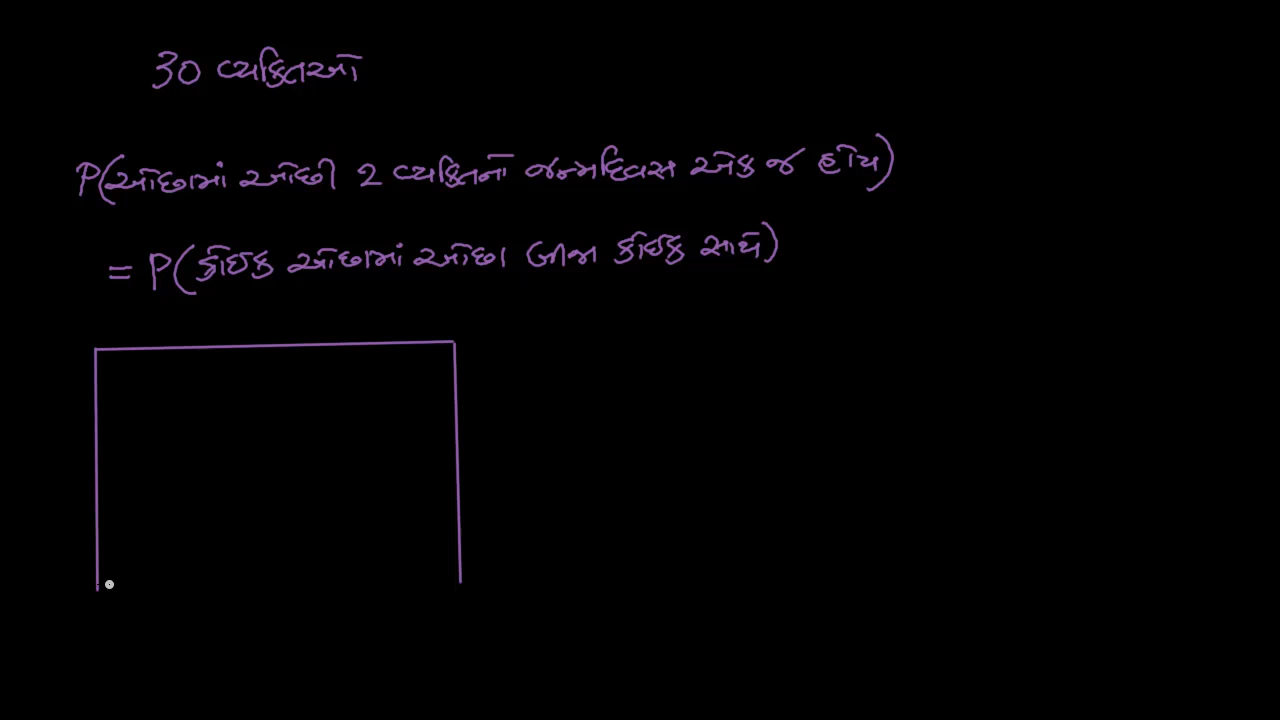 30 વ્યક્તિઓ
P(ઓછામાં ઓછી 2 વ્યક્તિનો જન્મદિવસ એક જ હોય)
= P(કોઈક ઓછામાં ઓછા બીજા કોઈક સાથે)